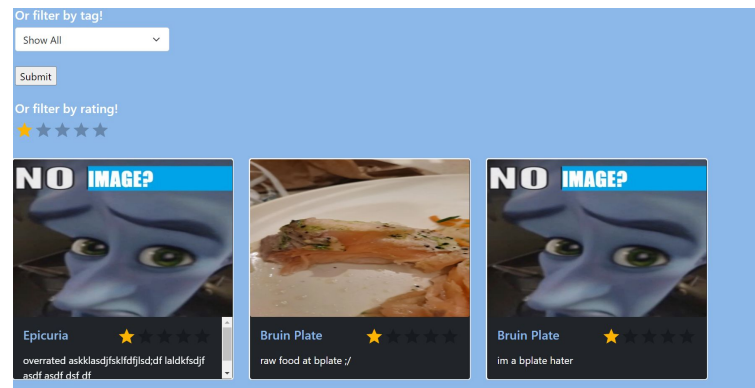 Or filter by tag!
Show All
Submit
Or filter by rating!
NO IMAGE?
NO IMAGE?
Epicuria
overrated askklasdjfsklfdfjlsd;df laldkfsdjf
asdf asdf dsf df
Bruin Plate
raw food at bplate ;/
Bruin Plate
im a bplate hater